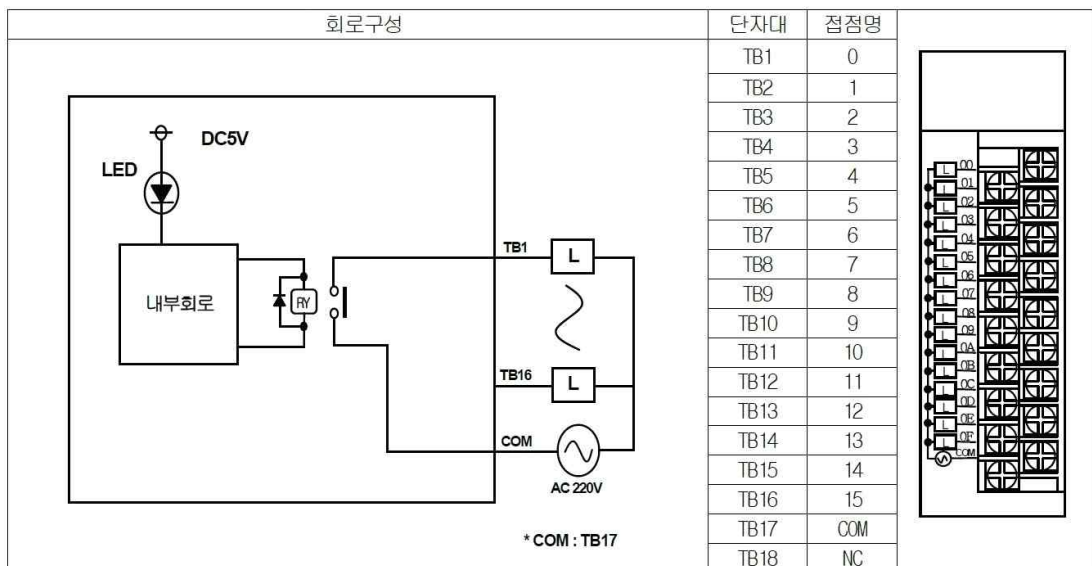 회로구성
단자대 접점명
DC5V
LED
내부회로
RY
TB1
L
TB16
L
COM
AC 220V
* COM : TB17
TB1 0
TB2 1
TB3 2
TB4 3
TB5 4
TB6 5
TB7 6
TB8 7
TB9 8
TB10 9
TB11 10
TB12 11
TB13 12
TB14 13
TB15 14
TB16 15
TB17 COM
TB18 NC
L 00
L 01
L 02
L 03
L 04
L 05
L 06
L 07
L 08
L 09
L 0A
L 0B
L 0C
L 0D
L 0E
L 0F
COM